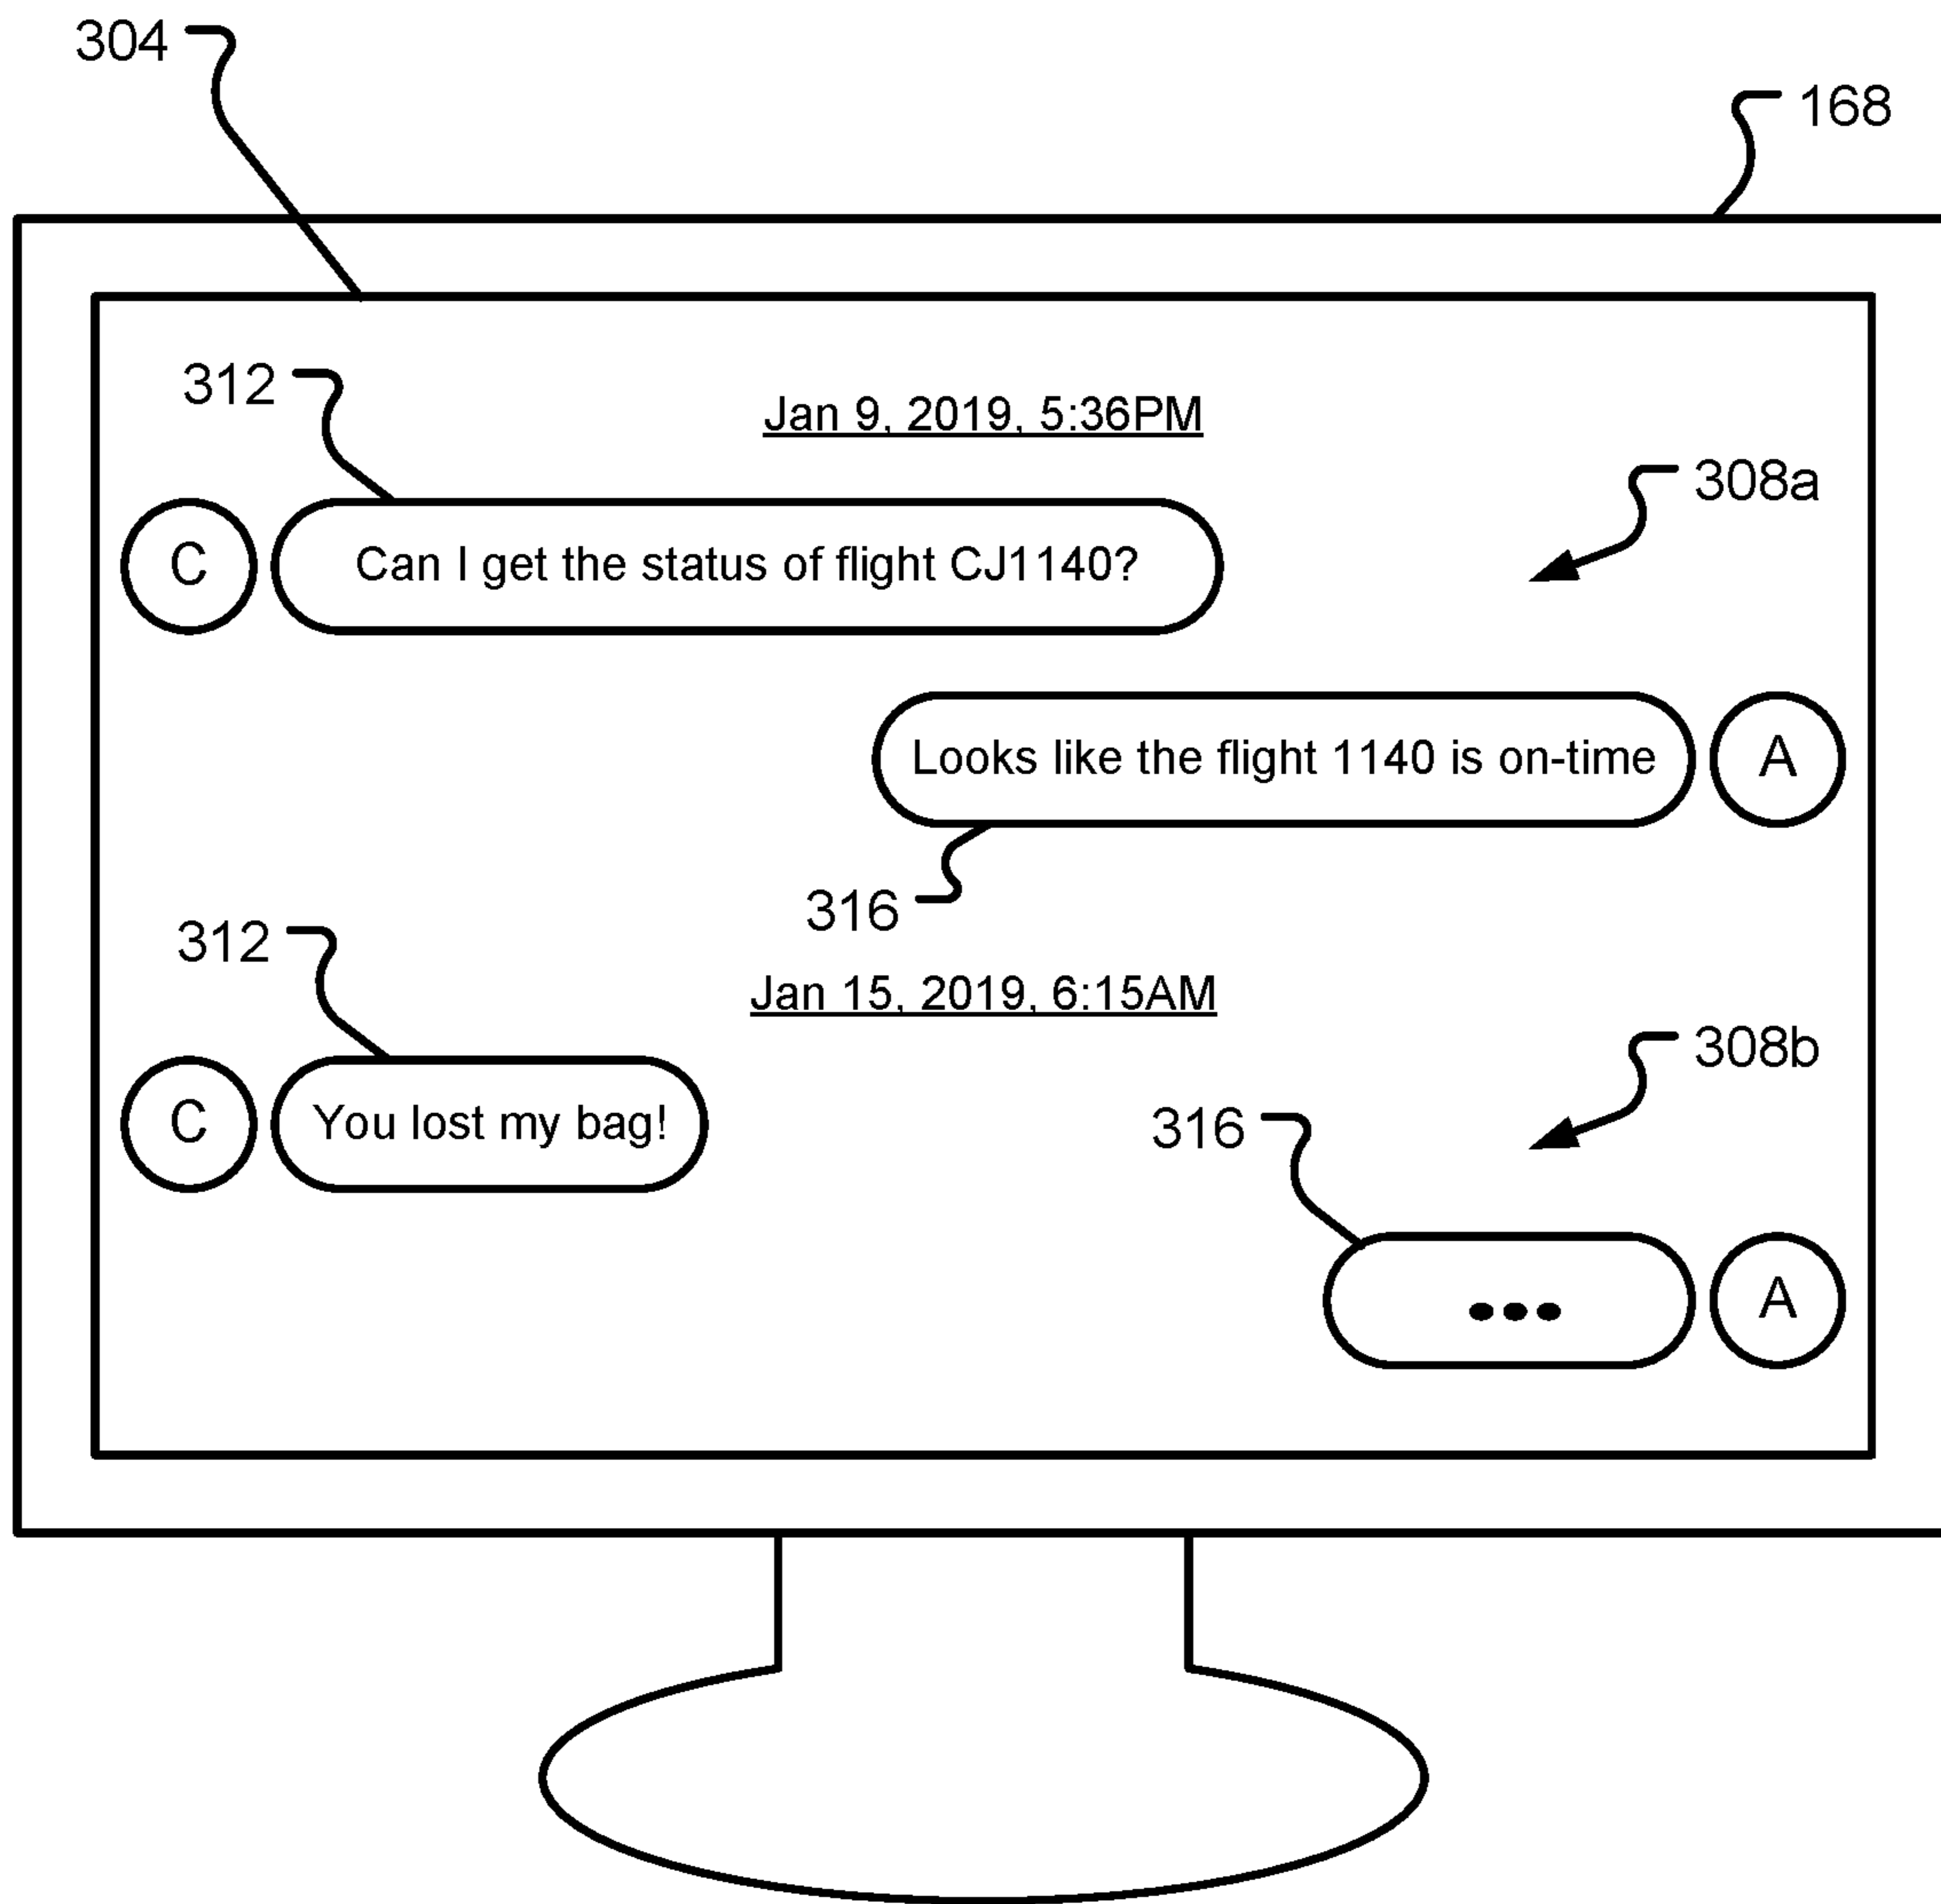 304
168
312
Jan 9, 2019, 5:36PM
308a
C
Can I get the status of flight CJ1140?
Looks like the flight 1140 is on-time
A
316
312
Jan 15, 2019, 6:15AM
308b
C
You lost my bag!
316
•••
A